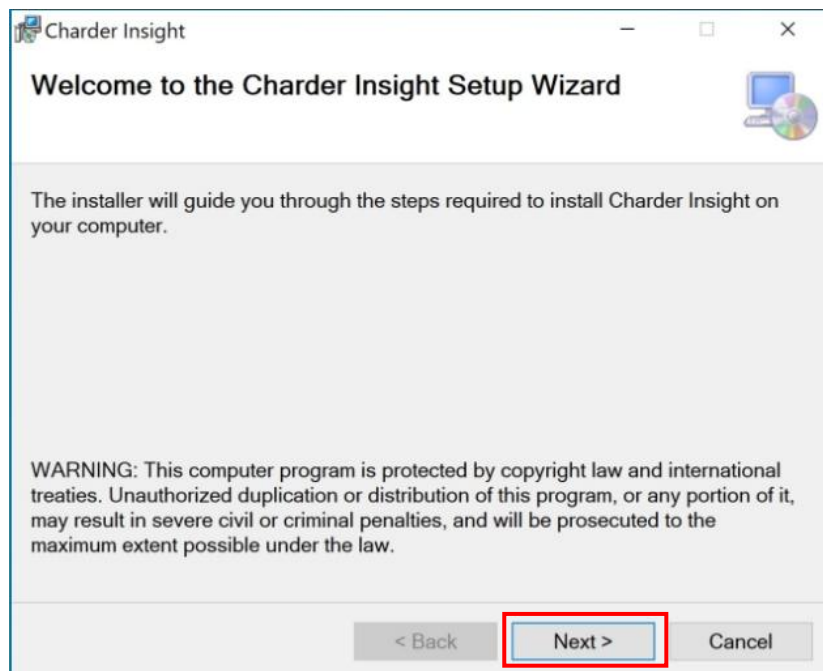 Charder Insight
Welcome to the Charder Insight Setup Wizard
The installer will guide you through the steps required to install Charder Insight on
your computer.
WARNING: This computer program is protected by copyright law and international
treaties. Unauthorized duplication or distribution of this program, or any portion of it,
may result in severe civil or criminal penalties, and will be prosecuted to the
maximum extent possible under the law.
< Back Next > Cancel